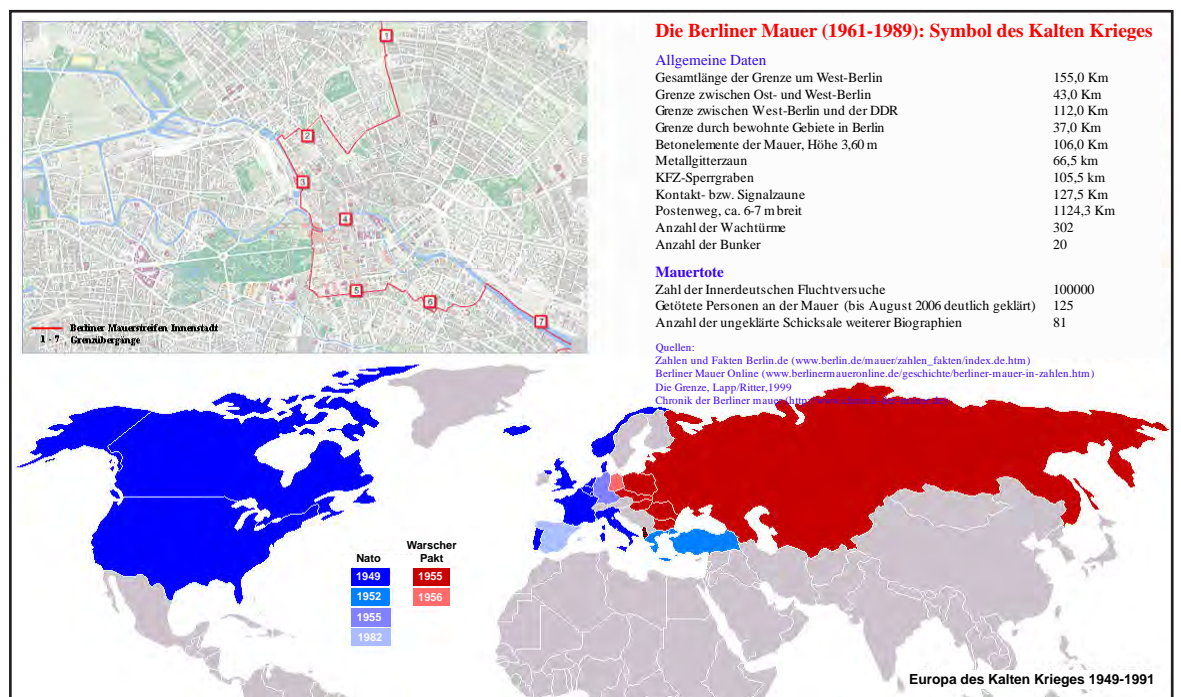 1
2
3
4
5
6
7
Berliner Mauerstreifen Innenstadt
1 - 7 Grenzübergänge
Die Berliner Mauer (1961-1989): Symbol des Kalten Krieges
Allgemeine Daten
Gesamtlänge der Grenze um West-Berlin 155,0 Km
Grenze zwischen Ost- und West-Berlin 43,0 Km
Grenze zwischen West-Berlin und der DDR 112,0 Km
Grenze durch bewohnte Gebiete in Berlin 37,0 Km
Betonelemente der Mauer, Höhe 3,60 m 106,0 Km
Metallgitterzaun 66,5 km
KFZ-Sperrgraben 105,5 km
Kontakt- bzw. Signalzaune 127,5 Km
Postenweg, ca. 6-7 m breit 1124,3 Km
Anzahl der Wachtürme 302
Anzahl der Bunker 20
Mauertote
Zahl der Innerdeutschen Fluchtversuche 100000
Getötete Personen an der Mauer (bis August 2006 deutlich geklärt) 125
Anzahl der ungeklärte Schicksale weiterer Biographien 81
Quellen:
Zahlen und Fakten Berlin.de (www.berlin.de/mauer/zahlen_fakten/index.de.htm)
Berliner Mauer Online (www.berlinermaueronline.de/geschichte/berliner-mauer-in-zahlen.htm)
Die Grenze, Lapp/Ritter,1999
Chronik der Berliner mauer
Nato
1949
1952
1955
1982
Warscher
Pakt
1955
1956
Europa des Kalten Krieges 1949-1991